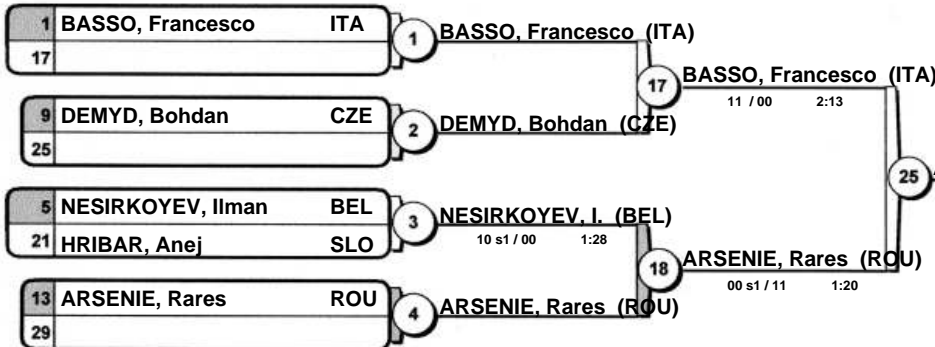 1 BASSO, Francesco ITA
17
1
BASSO, Francesco (ITA)
9 DEMYD, Bohdan CZE
25
2
DEMYD, Bohdan (CZE)
17
BASSO, Francesco (ITA)
11 / 00 2:13
5 NESIRKOYEV, Ilman BEL
21 HRIBAR, Anej SLO
3
NESIRKOYEV, I. (BEL)
10 s1 / 00 1:28
13 ARSENIE, Rares ROU
29
4
ARSENIE, Rares (ROU)
18
ARSENIE, Rares (ROU)
00 s1 / 11 1:20
25